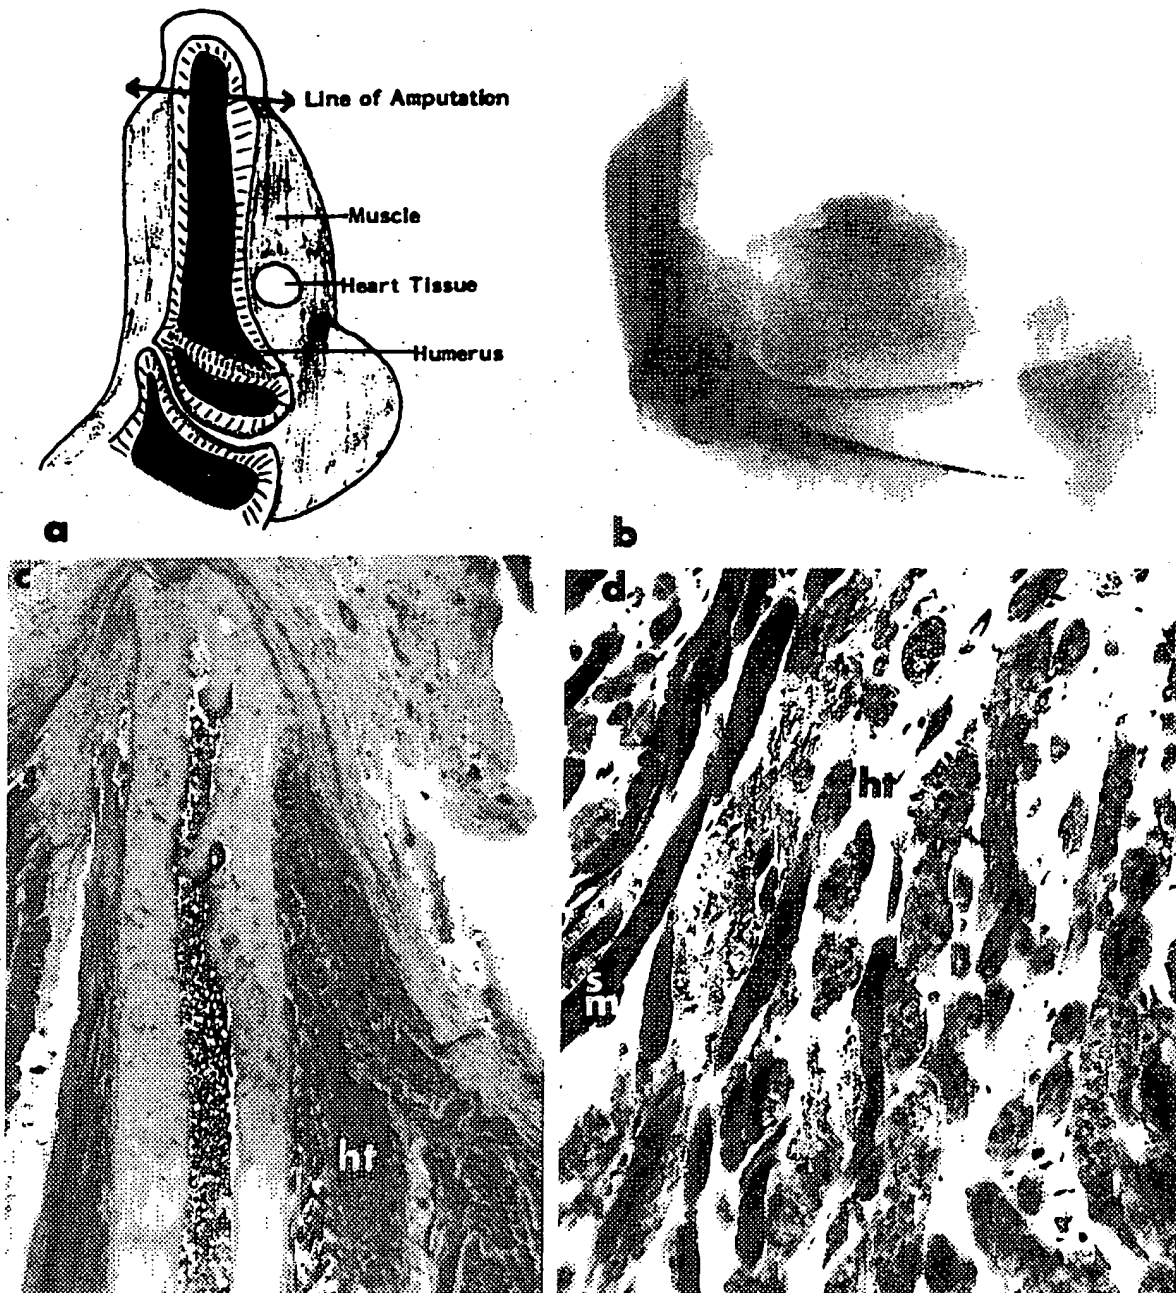 Line of Amputation
Muscle
Heart Tissue
Humerus
a
b
c
d
ht
s
m
ht